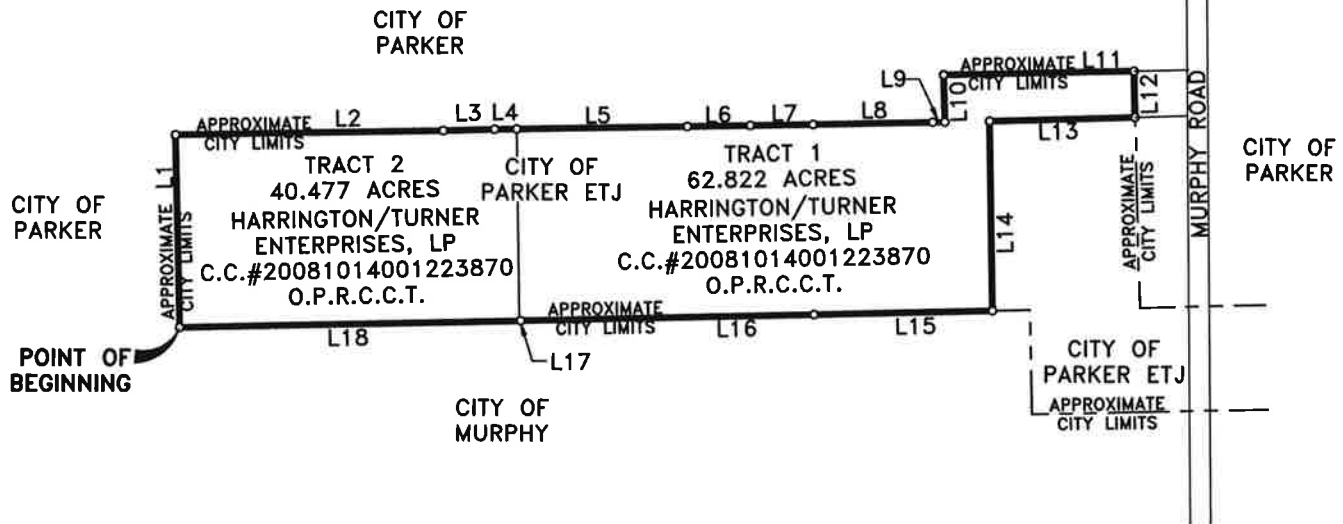 CITY OF
PARKER
L9
APPROXIMATE L11
CITY LIMITS
L10
L12
MURPHY ROAD
APPROXIMATE L2
CITY LIMITS
L3
L4
L5
L6
L7
L8
L13
L1
TRACT 2
40.477 ACRES
HARRINGTON/TURNER
ENTERPRISES, LP
C.C.#20081014001223870
O.P.R.C.C.T.
CITY OF
PARKER ETJ
TRACT 1
62.822 ACRES
HARRINGTON/TURNER
ENTERPRISES, LP
C.C.#20081014001223870
O.P.R.C.C.T.
CITY OF
PARKER
CITY OF
PARKER
APPROXIMATE
CITY LIMITS
L14
APPROXIMATE
CITY LIMITS
APPROXIMATE
CITY LIMITS
L18
L16
L15
POINT OF
BEGINNING
L17
CITY OF
PARKER ETJ
APPROXIMATE
CITY LIMITS
CITY OF
MURPHY